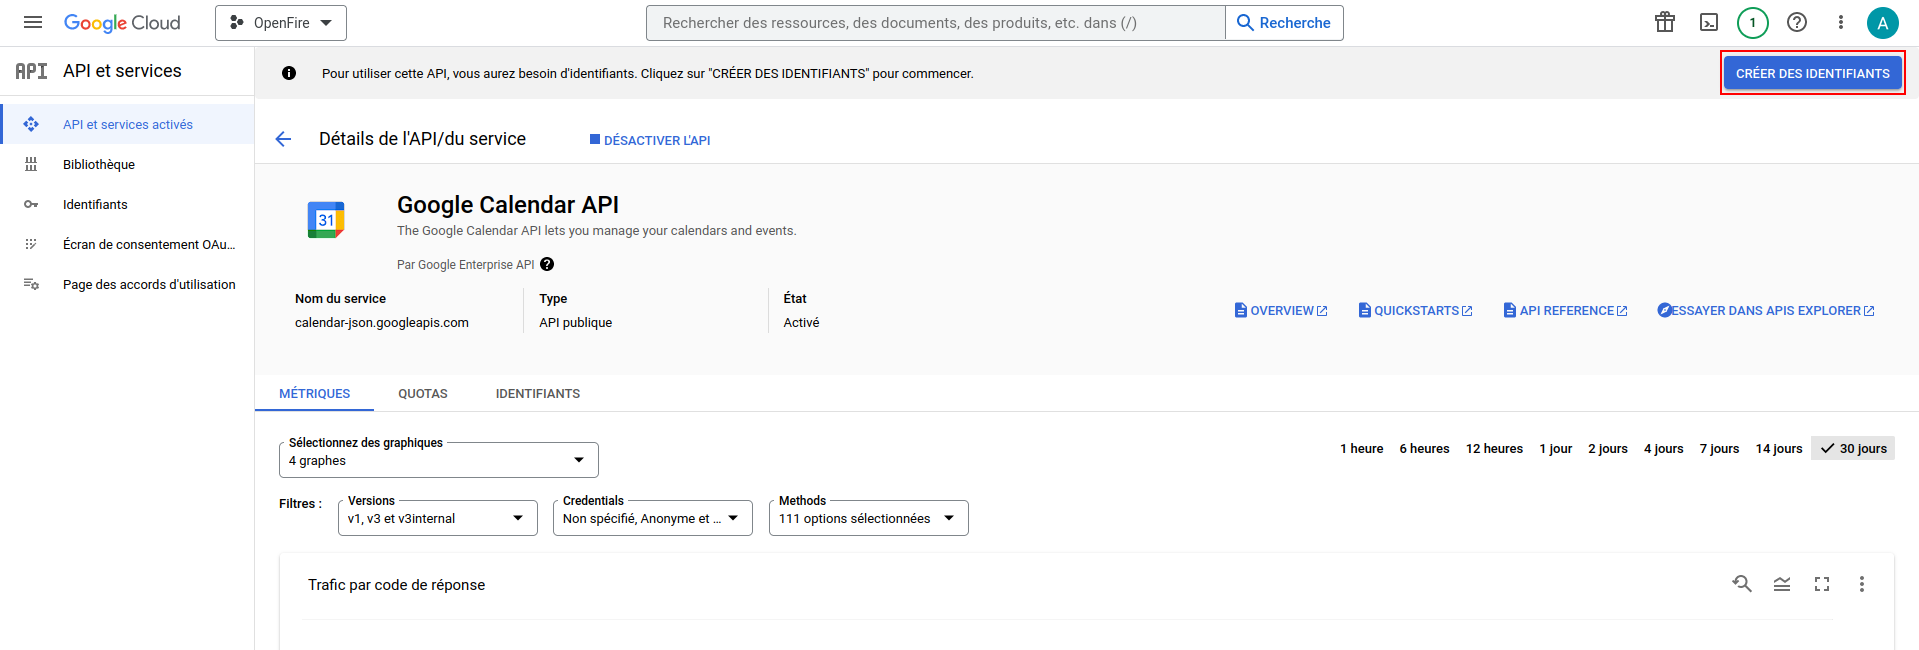 Google Cloud
OpenFire
Rechercher des ressources, des documents, des produits, etc. dans (/)
Recherche
1
A
API
API et services
Pour utiliser cette API, vous aurez besoin d'identifiants. Cliquez sur "CRÉER DES IDENTIFIANTS" pour commencer.
CRÉER DES IDENTIFIANTS
API et services activés
Bibliothèque
Identifiants
Écran de consentement OAu...
Page des accords d'utilisation
Détails de l'API/du service
DÉSACTIVER L'API
31
Google Calendar API
The Google Calendar API lets you manage your calendars and events.
Par Google Enterprise API
Nom du service
calendar-json.googleapis.com
Type
API publique
État
Activé
OVERVIEW
QUICKSTARTS
API REFERENCE
ESSAYER DANS APIS EXPLORER
MÉTRIQUES
QUOTAS
IDENTIFIANTS
Sélectionnez des graphiques
4 graphes
1 heure
6 heures
12 heures
1 jour
2 jours
4 jours
7 jours
14 jours
30 jours
Filtres :
Versions
v1, v3 et v3internal
Credentials
Non spécifié, Anonyme et ...
Methods
111 options sélectionnées
Trafic par code de réponse